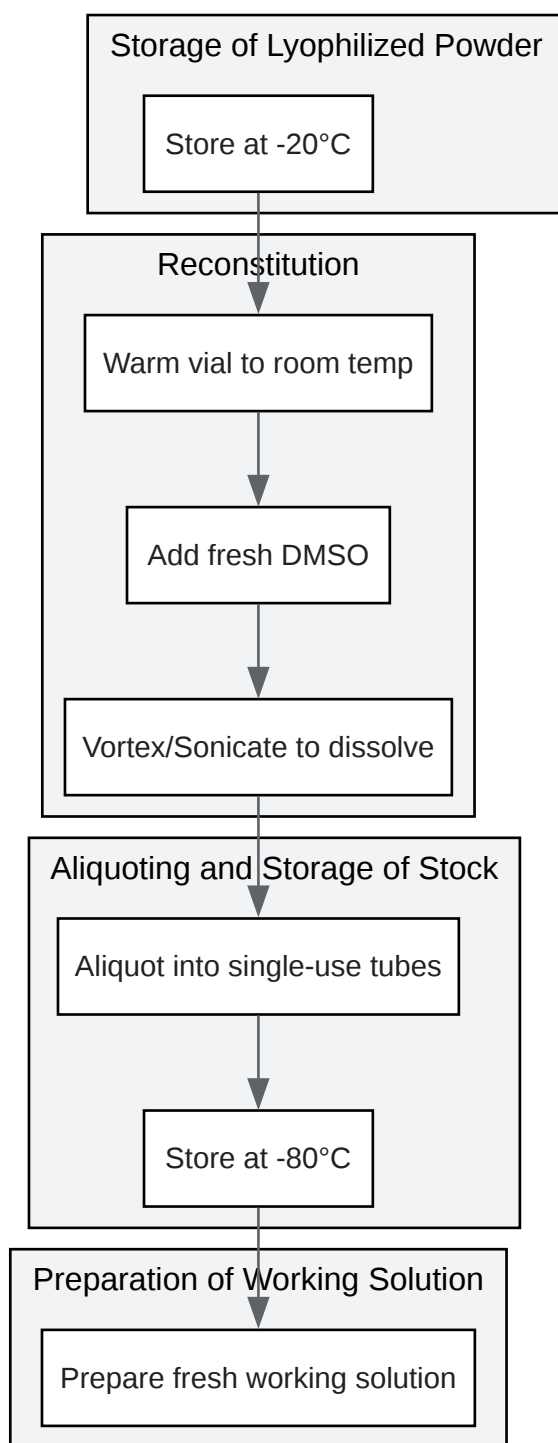 Storage of Lyophilized Powder
Store at -20°C
Reconstitution
Warm vial to room temp
Add fresh DMSO
Vortex/Sonicate to dissolve
Aliquoting and Storage of Stock
Aliquot into single-use tubes
Store at -80°C
Preparation of Working Solution
Prepare fresh working solution